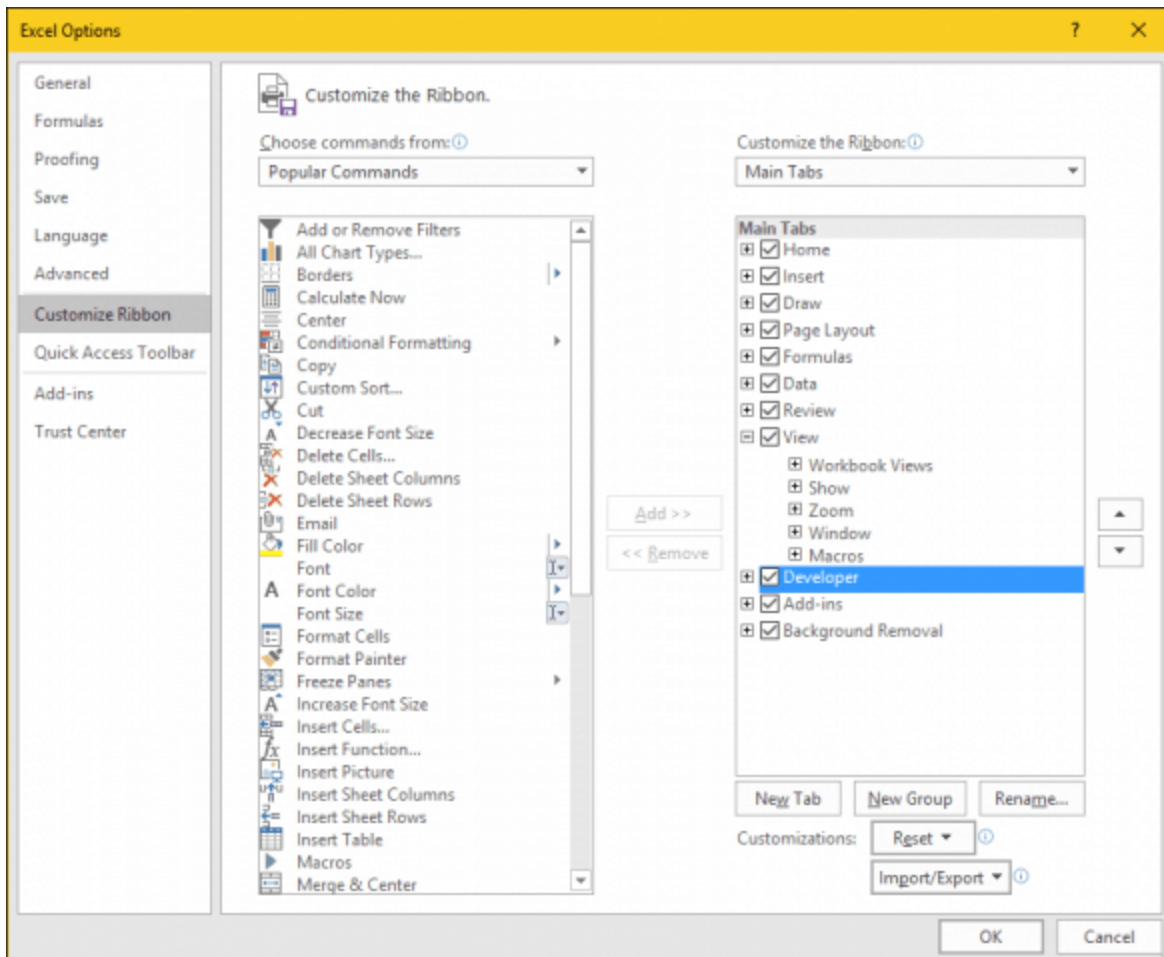 Excel Options
?
General
Formulas
Proofing
Save
Language
Advanced
Customize Ribbon
Quick Access Toolbar
Add-ins
Trust Center
Customize the Ribbon.
Choose commands from:
Popular Commands
Add or Remove Filters
All Chart Types...
Borders
Calculate Now
Center
Conditional Formatting
Copy
Custom Sort...
Cut
Decrease Font Size
Delete Cells...
Delete Sheet Columns
Delete Sheet Rows
Email
Fill Color
Font
Font Color
Font Size
Format Cells
Format Painter
Freeze Panes
Increase Font Size
Insert Cells...
Insert Function...
Insert Picture
Insert Sheet Columns
Insert Sheet Rows
Insert Table
Macros
Merge & Center
Add >>
<< Remove
Customize the Ribbon:
Main Tabs
Main Tabs
Home
Insert
Draw
Page Layout
Formulas
Data
Review
View
Workbook Views
Show
Zoom
Window
Macros
Developer
Add-ins
Background Removal
New Tab
New Group
Rename...
Customizations:
Reset
Import/Export
OK
Cancel